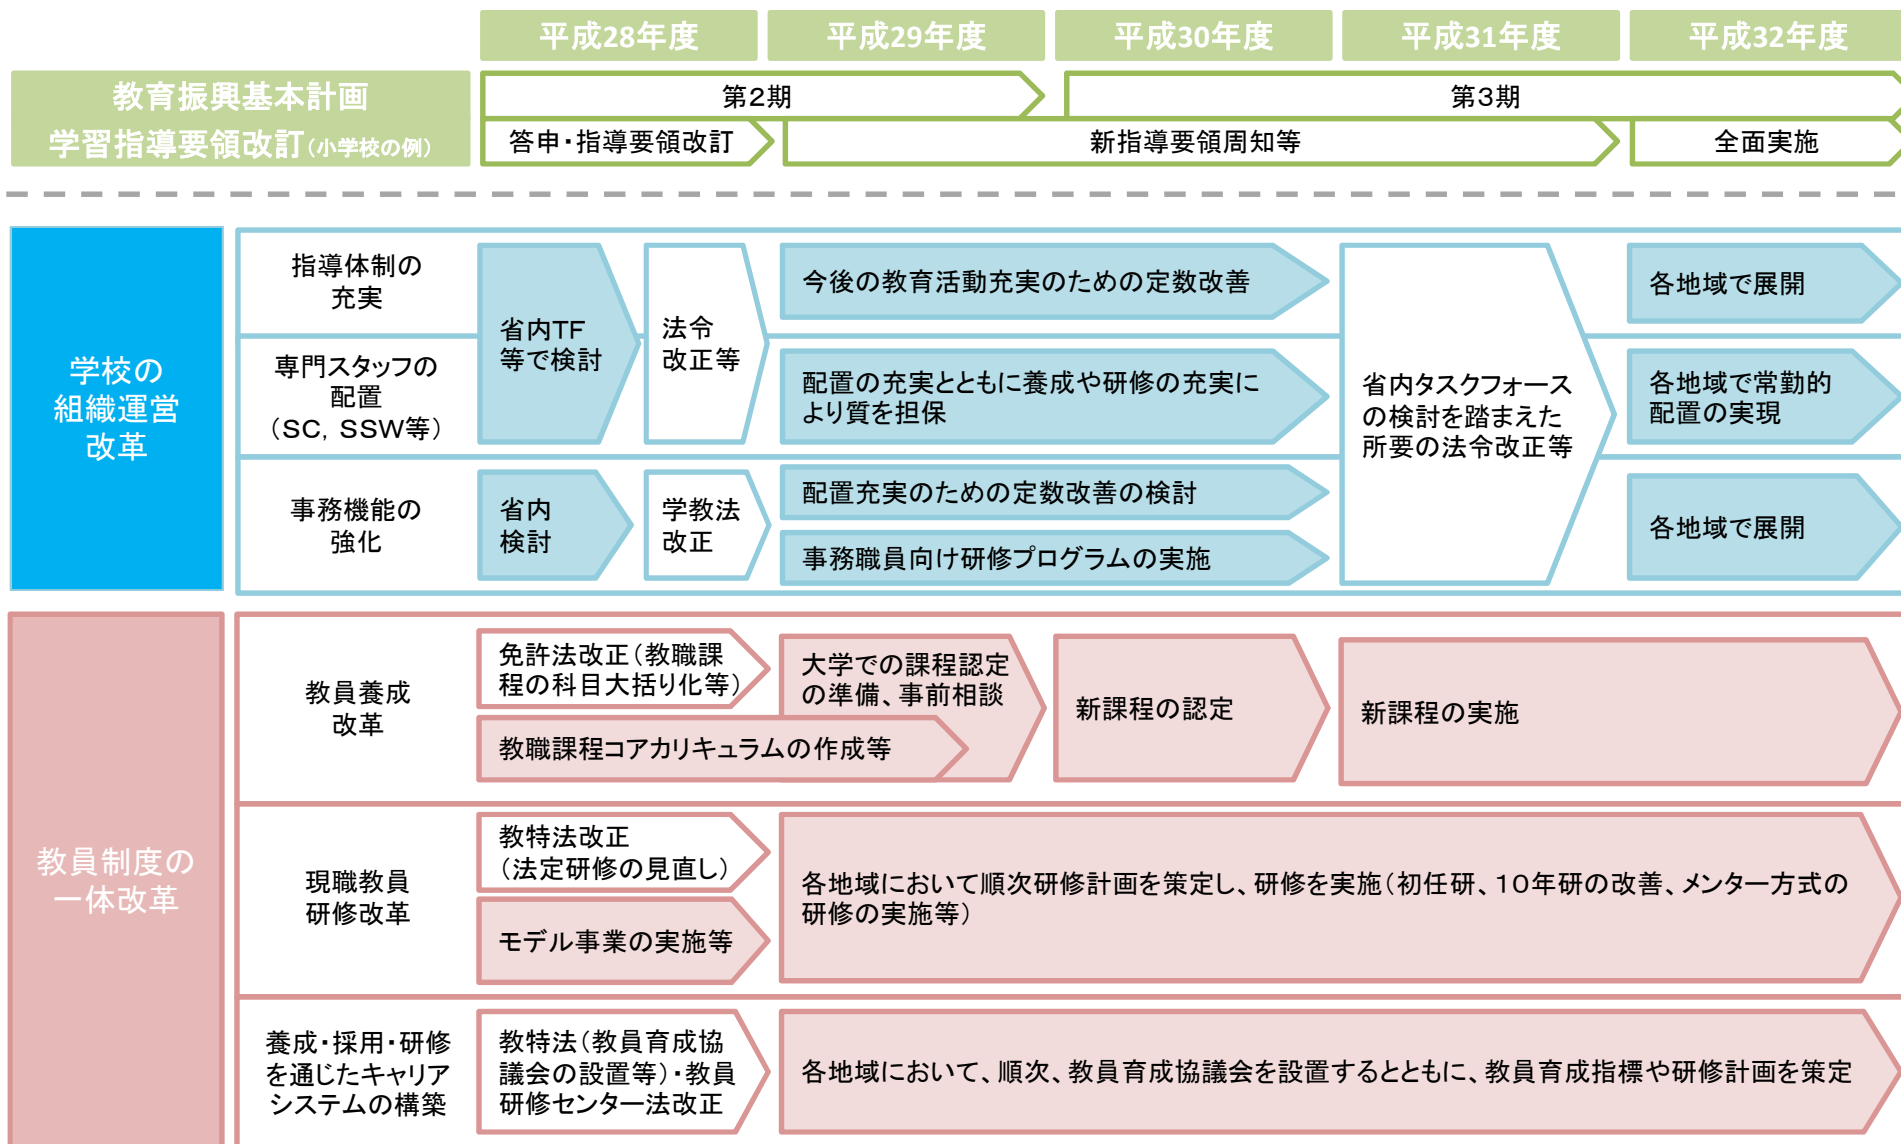 平成28年度
平成29年度
平成30年度
平成31年度
平成32年度
教育振興基本計画
第2期
第3期
学習指導要領改訂(小学校の例)
答申・指導要領改訂
新指導要領周知等
全面実施
学校の
組織運営
改革
指導体制の
充実
専門スタッフの
配置
（SC，SSW等）
事務機能の
強化
省内TF
等で検討
法令
改正等
省内
検討
学教法
改正
今後の教育活動充実のための定数改善
配置の充実とともに養成や研修の充実に
より質を担保
配置充実のための定数改善の検討
事務職員向け研修プログラムの実施
省内タスクフォース
の検討を踏まえた
所要の法令改正等
各地域で展開
各地域で常勤的
配置の実現
各地域で展開
教員制度の
一体改革
教員養成
改革
免許法改正（教職課
程の科目大括り化等）
教職課程コアカリキュラムの作成等
大学での課程認定
の準備、事前相談
新課程の認定
新課程の実施
現職教員
研修改革
教特法改正
（法定研修の見直し）
モデル事業の実施等
各地域において順次研修計画を策定し、研修を実施（初任研、10年研の改善、メンター方式の
研修の実施等）
養成・採用・研修
を通じたキャリア
システムの構築
教特法（教員育成協
議会の設置等）・教員
研修センター法改正
各地域において、順次、教員育成協議会を設置するとともに、教員育成指標や研修計画を策定